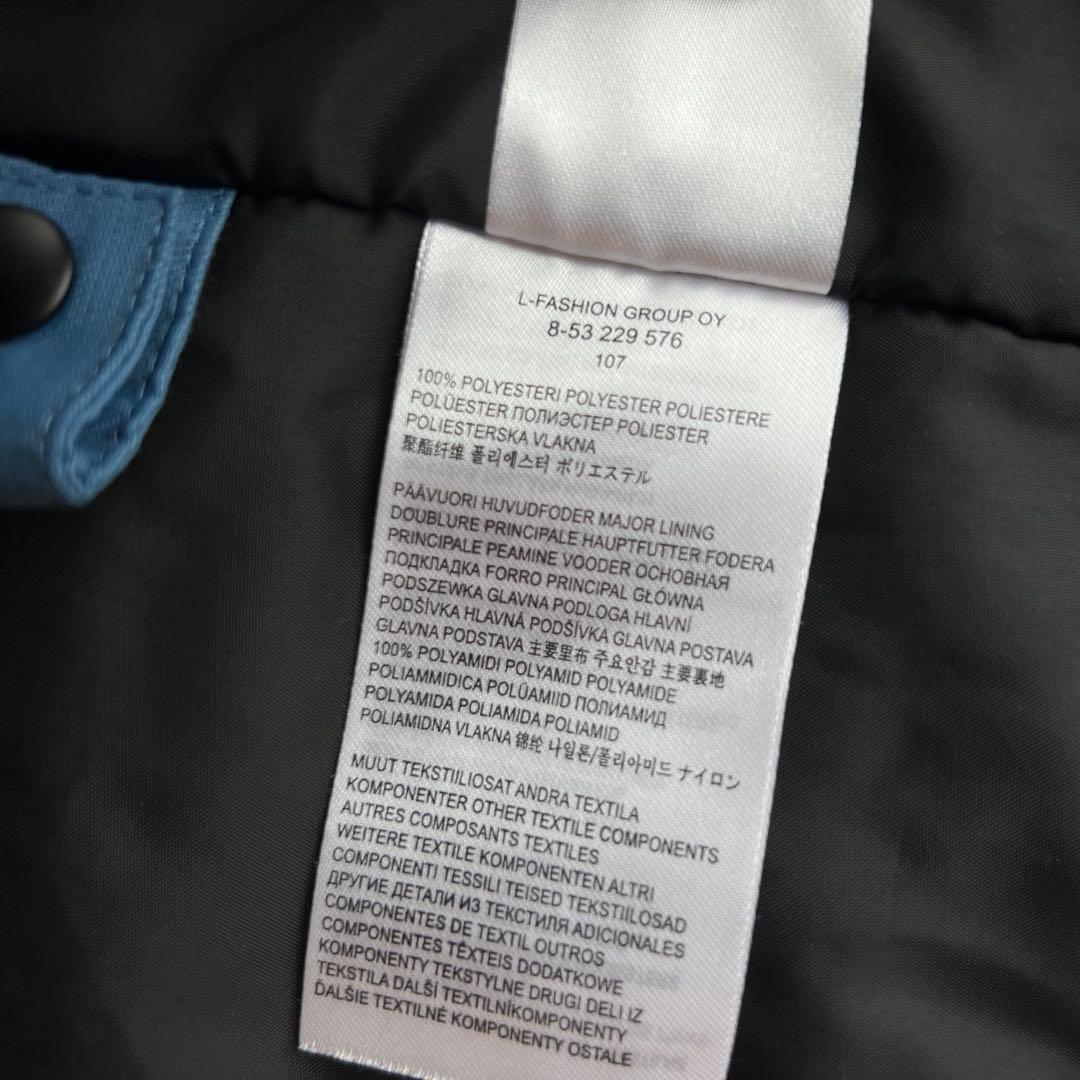 L-FASHION GROUP OY
8-53 229 576
107
100% POLYESTERI POLYESTER POLIESTERE
POLÜESTER ПОЛИЭСТЕР POLIESTER
POLIESTERSKA VLAKNA
聚酯纤维 폴리에스터 ポリエステル
PÄÄVUORI HUVUDFODER MAJOR LINING
DOUBLURE PRINCIPALE HAUPTFUTTER FODERA
PRINCIPALE PEAMINE VOODER ОСНОВНАЯ
ПОДКЛАДКА FORRO PRINCIPAL GŁÓWNA
PODSZEWKA GLAVNA PODLOGA HLAVNÍ
PODŠÍVKA HLAVNÁ PODŠÍVKA GLAVNA POSTAVA
GLAVNA PODSTAVA 主要里布 주요안감 主要裏地
100% POLYAMIDI POLYAMID POLYAMIDE
POLIAMMIDICA POLÜAMIID ПОЛИАМИД
POLYAMIDA POLIAMIDA POLIAMID
POLIAMIDNA VLAKNA 锦纶 나일론/폴리아미드 ナイロン
MUUT TEKSTIILIOSAT ANDRA TEXTILA
KOMPONENTER OTHER TEXTILE COMPONENTS
AUTRES COMPOSANTS TEXTILES
WEITERE TEXTILE KOMPONENTEN ALTRI
COMPONENTI TESSILI TEISED TEKSTIILOSAD
ДРУГИЕ ДЕТАЛИ ИЗ ТЕКСТИЛЯ ADICIONALES
COMPONENTES DE TEXTIL OUTROS
COMPONENTES TÊXTEIS DODATKOWE
KOMPONENTY TEKSTYLNE DRUGI DELI IZ
TEKSTILA DALŠÍ TEXTILNÍKOMPONENTY
ĎALŠIE TEXTILNÉ KOMPONENTY OSTALE